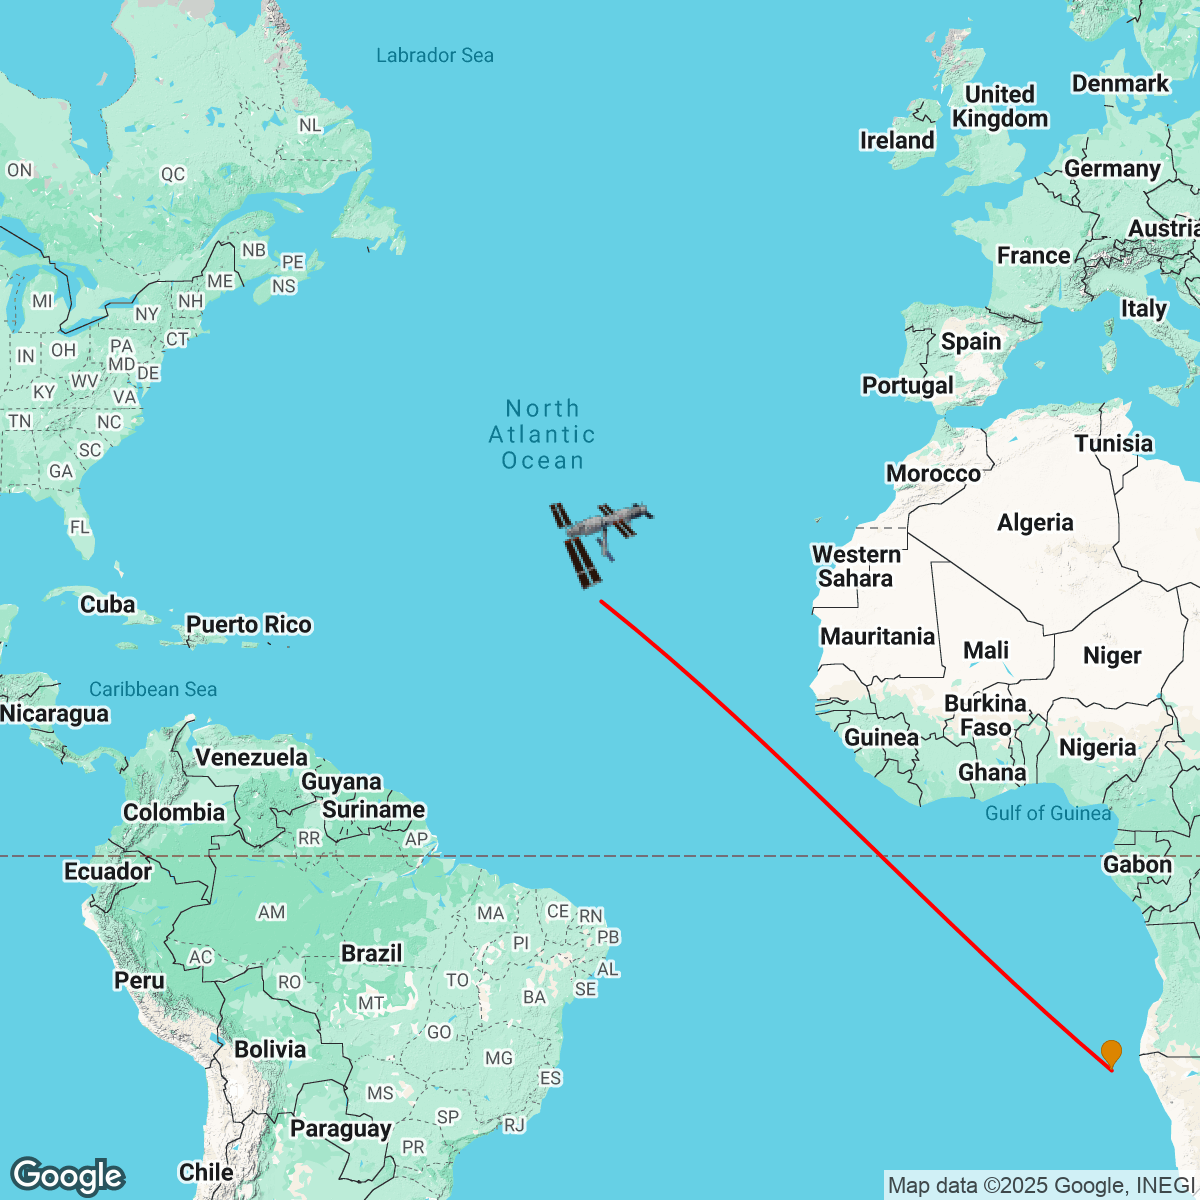 Labrador Sea
Denmark
United
Kingdom
Ireland
NL
ON
QC
Germany
Austria
NB
PE
France
ME
NS
MI
NH
NY
Italy
CT
OH
PA
IN
Spain
MD
WV
DE
KY
VA
Portugal
North
Atlantic
Ocean
TN
NC
SC
Tunisia
GA
Morocco
FL
Algeria
Western
Sahara
Cuba
Puerto Rico
Mauritania
Mali
Niger
Caribbean Sea
Nicaragua
Burkina
Faso
Guinea
Nigeria
Venezuela
Guyana
Ghana
Suriname
Colombia
Gulf of Guinea
RR
AP
Ecuador
Gabon
AM
MA
CE
RN
PI
PB
Brazil
AC
TO
AL
Peru
RO
MT
BA
SE
GO
Bolivia
MG
ES
MS
SP
RJ
Paraguay
PR
Chile
Google
Map data ©2025 Google, INEGI